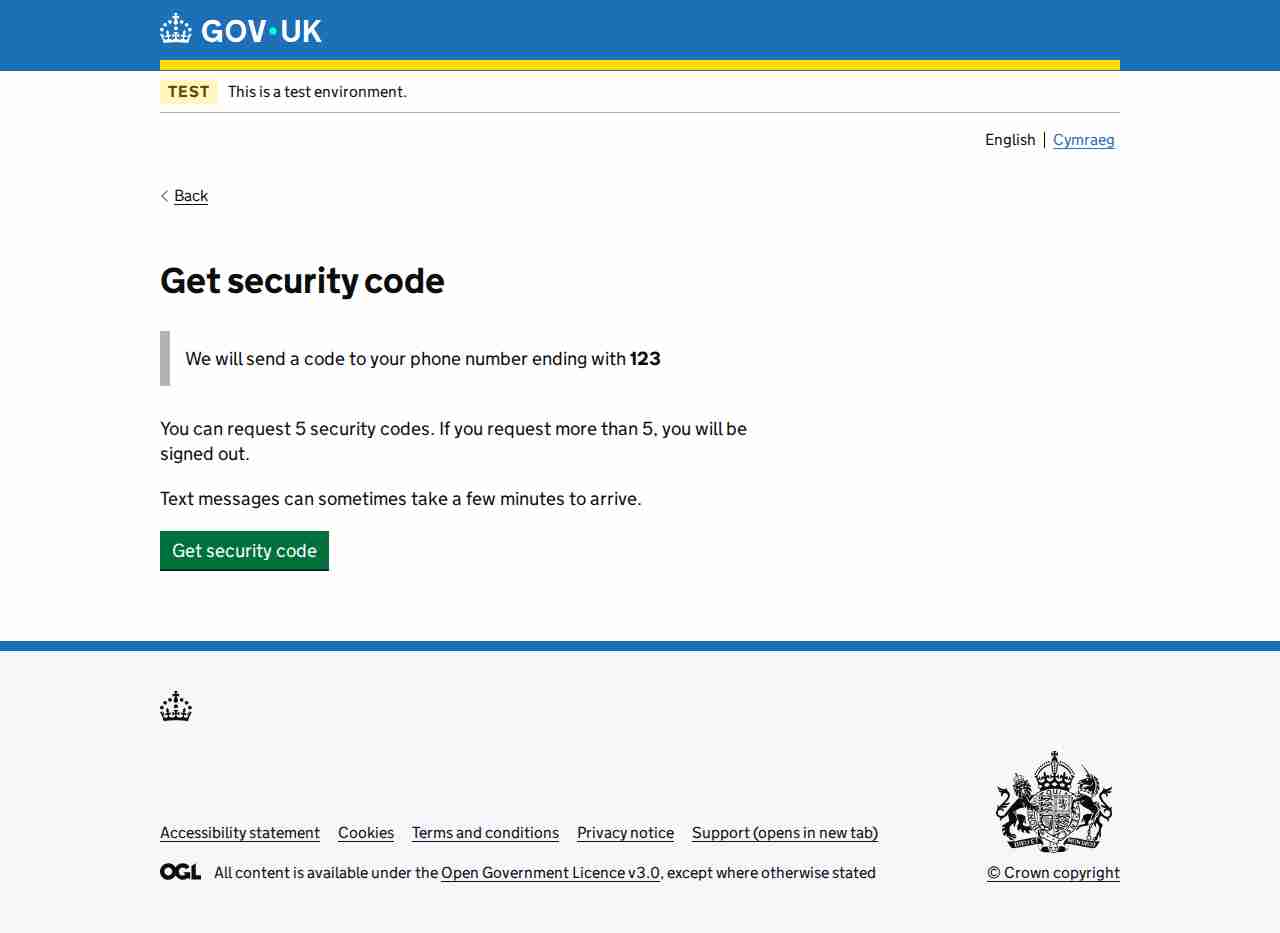 GOV·UK
TEST This is a test environment.
English Cymraeg
Back
Get security code
We will send a code to your phone number ending with 123
You can request 5 security codes. If you request more than 5, you will be
signed out.
Text messages can sometimes take a few minutes to arrive.
Get security code
Accessibility statement Cookies Terms and conditions Privacy notice Support (opens in new tab)
OGL All content is available under the Open Government Licence v3.0, except where otherwise stated
© Crown copyright